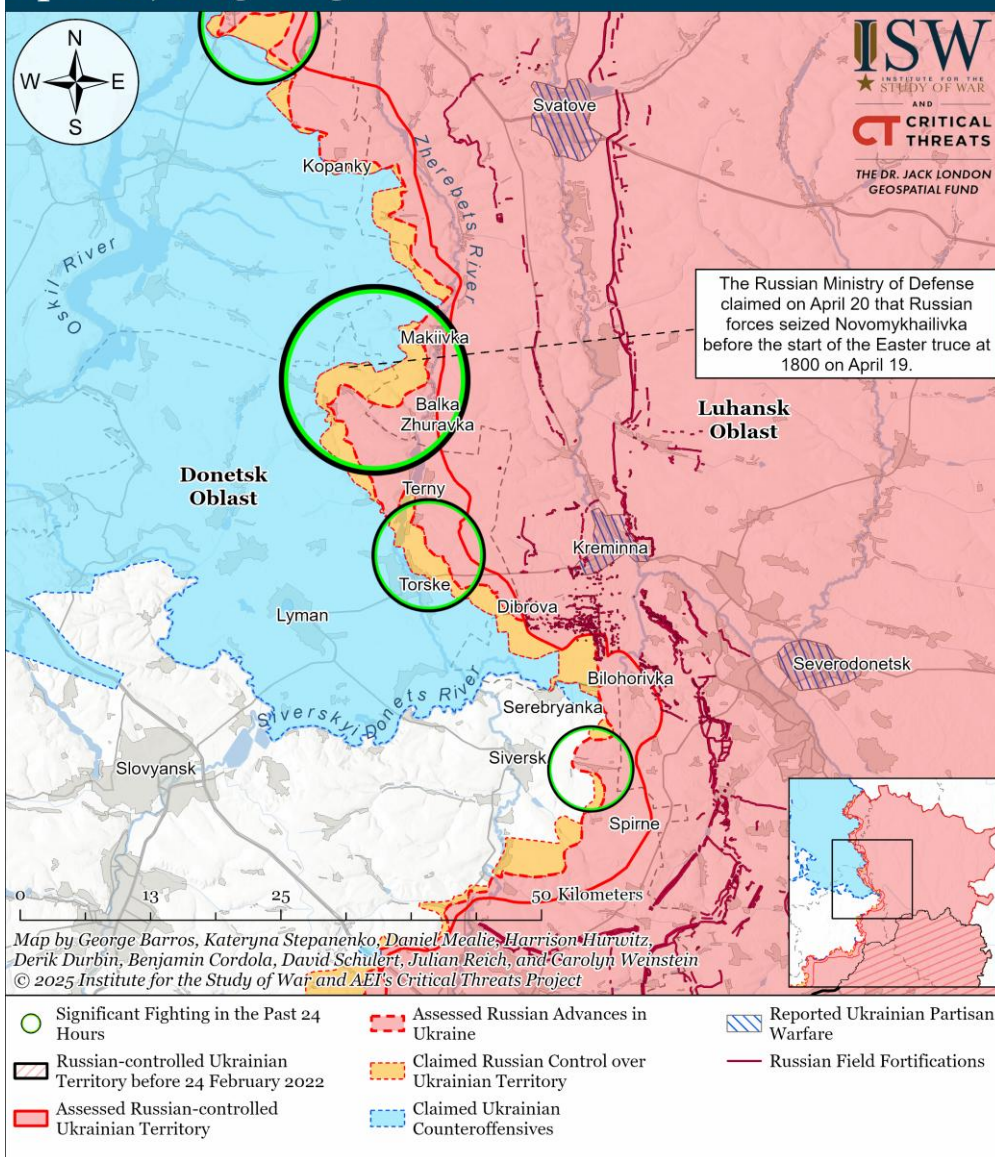 N
W
E
S
ISW
INSTITUTE FOR THE
STUDY OF WAR
AND
CT CRITICAL
THREATS
THE DR. JACK LONDON
GEOSPATIAL FUND
Svatove
Zherebets River
Kopanky
Oskil River
The Russian Ministry of Defense
claimed on April 20 that Russian
forces seized Novomykhailivka
before the start of the Easter truce at
1800 on April 19.
Makiivka
Balka
Zhuravka
Luhansk
Oblast
Donetsk
Oblast
Terny
Kreminna
Torske
Dibrova
Lyman
Severodonetsk
Bilohorivka
Serebryanka
Siverskyi Donets River
Siversk
Slovyansk
Spirne
0
13
25
50 Kilometers
Map by George Barros, Kateryna Stepanenko, Daniel Mealie, Harrison Hurwitz,
Derik Durbin, Benjamin Cordola, David Schulert, Julian Reich, and Carolyn Weinstein
© 2025 Institute for the Study of War and AEI's Critical Threats Project
Significant Fighting in the Past 24
Hours
Russian-controlled Ukrainian
Territory before 24 February 2022
Assessed Russian-controlled
Ukrainian Territory
Assessed Russian Advances in
Ukraine
Claimed Russian Control over
Ukrainian Territory
Claimed Ukrainian
Counteroffensives
Reported Ukrainian Partisan
Warfare
Russian Field Fortifications